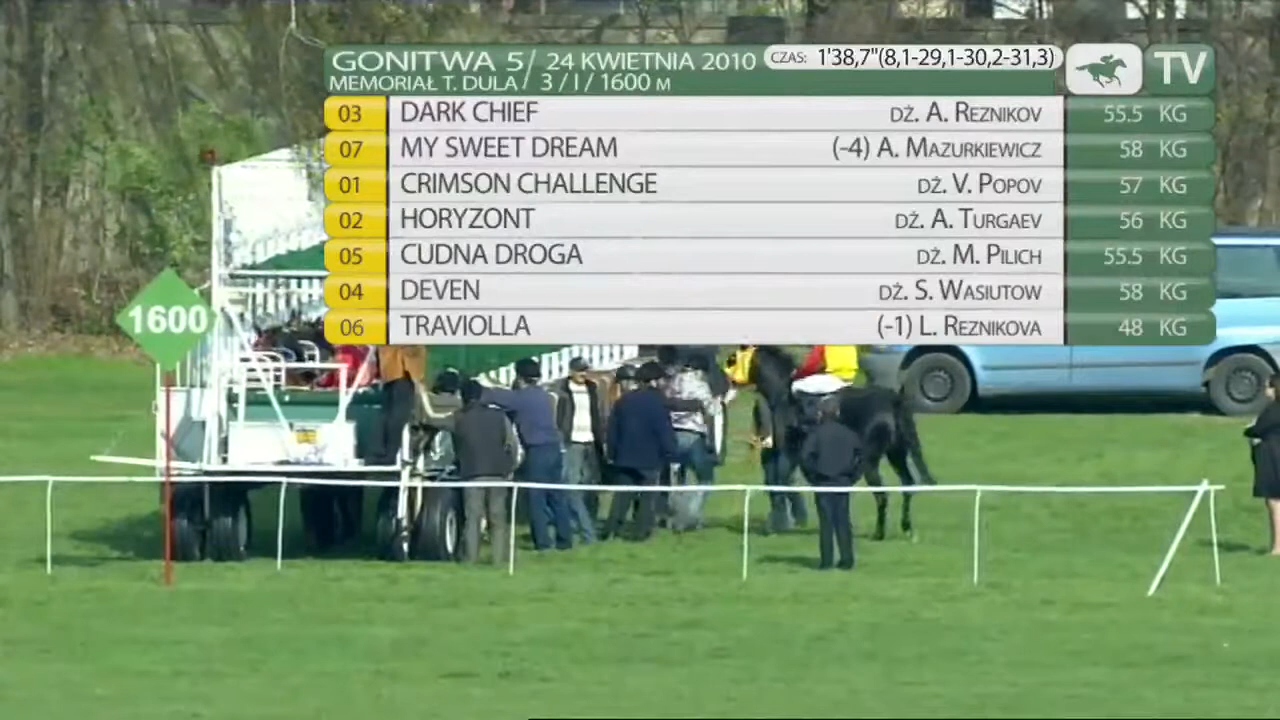 GONITWA 5/ 24 KWIETNIA 2010 CZAS: 1'38,7"(8,1-29,1-30,2-31,3) TV
MEMORIAŁ T. DULA/ 3/I/1600 M
03 DARK CHIEF DŻ. A. REZNIKOV 55.5 KG
07 MY SWEET DREAM (-4) A. MAZURKIEWICZ 58 KG
01 CRIMSON CHALLENGE DŻ. V. POPOV 57 KG
02 HORYZONT DŻ. A. TURGAEV 56 KG
05 CUDNA DROGA DŻ. M. PILICH 55.5 KG
04 DEVEN DŻ. S. WASIUTOW 58 KG
06 TRAVIOLLA (-1) L. REZNIKOVA 48 KG
1600